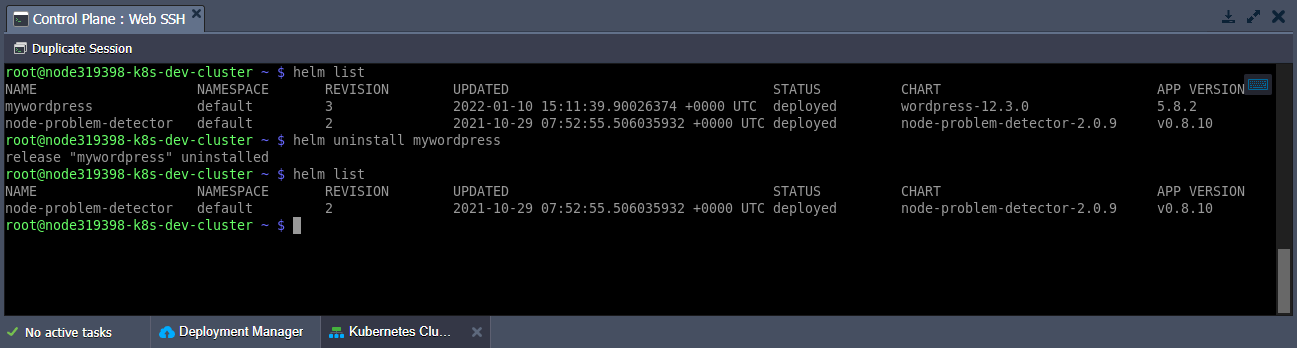 Control Plane : Web SSH
Duplicate Session
root@node319398-k8s-dev-cluster ~ $ helm list
NAME NAMESPACE REVISION UPDATED STATUS CHART APP VERSION
mywordpress default 3 2022-01-10 15:11:39.90026374 +0000 UTC deployed wordpress-12.3.0 5.8.2
node-problem-detector default 2 2021-10-29 07:52:55.506035932 +0000 UTC deployed node-problem-detector-2.0.9 v0.8.10
root@node319398-k8s-dev-cluster ~ $ helm uninstall mywordpress
release "mywordpress" uninstalled
root@node319398-k8s-dev-cluster ~ $ helm list
NAME NAMESPACE REVISION UPDATED STATUS CHART APP VERSION
node-problem-detector default 2 2021-10-29 07:52:55.506035932 +0000 UTC deployed node-problem-detector-2.0.9 v0.8.10
root@node319398-k8s-dev-cluster ~ $
No active tasks Deployment Manager Kubernetes Clu...